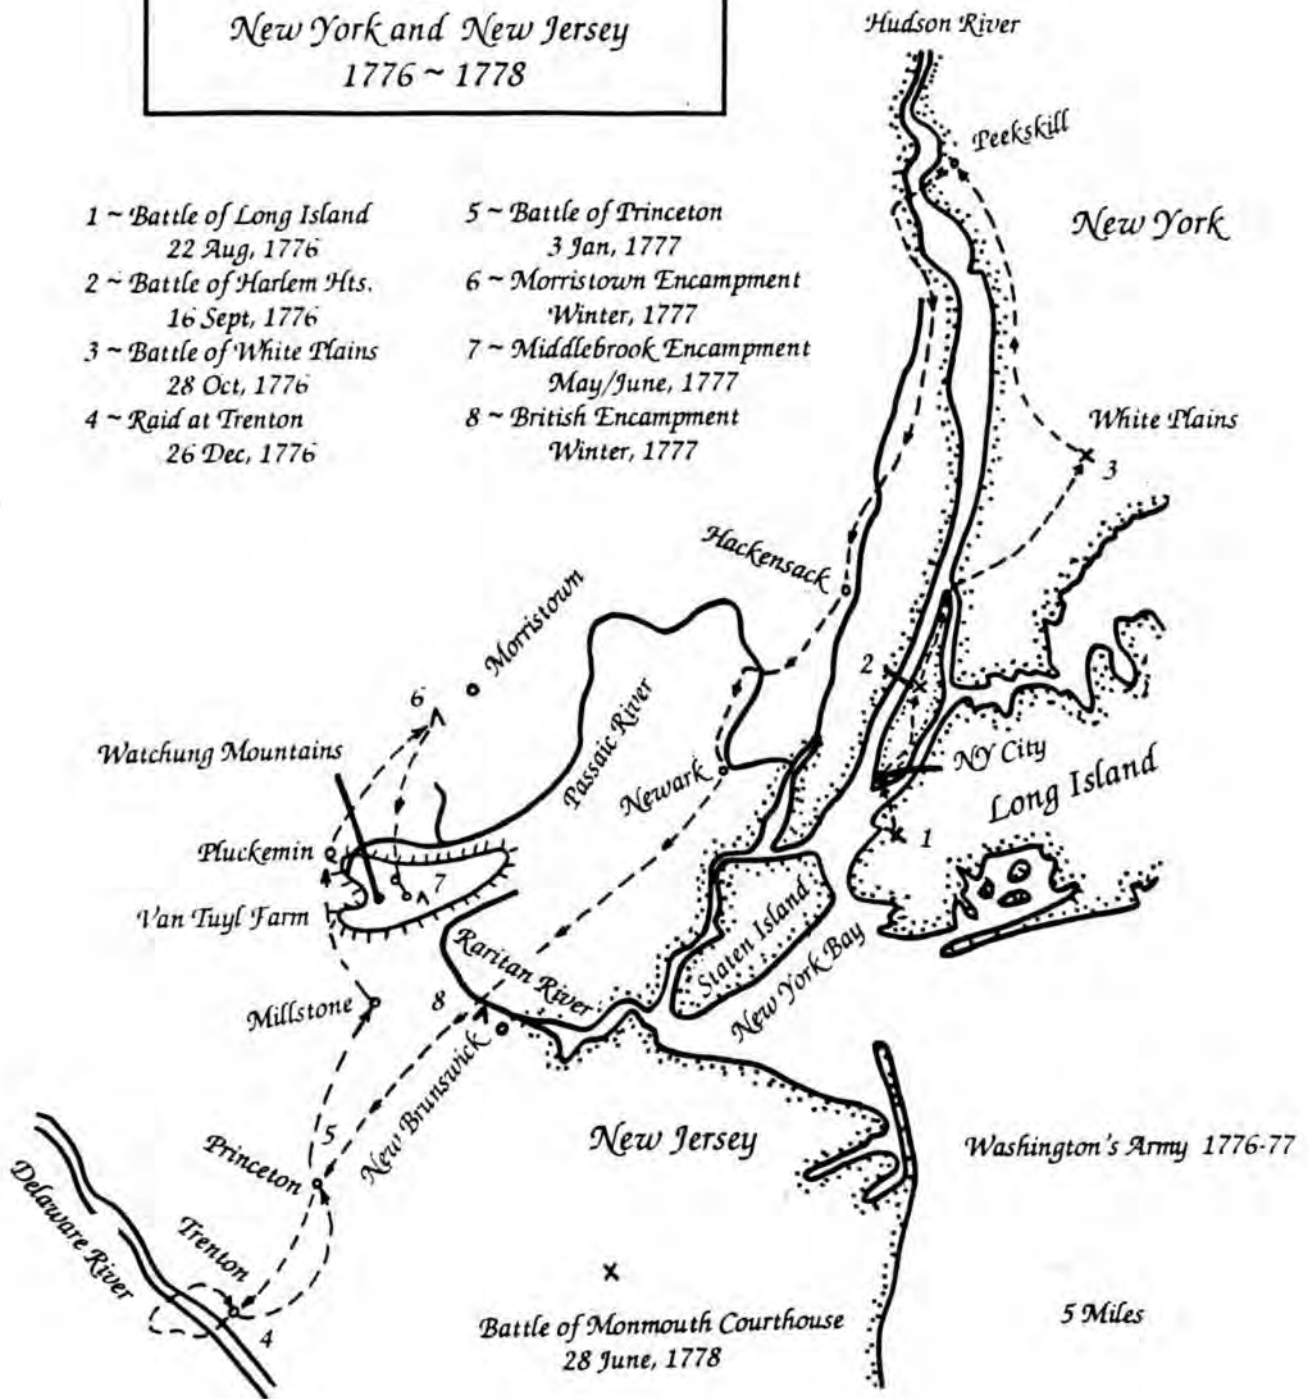 New York and New Jersey
1776 ~ 1778
1 ~ Battle of Long Island
22 Aug, 1776
2 ~ Battle of Harlem Hts.
16 Sept, 1776
3 ~ Battle of White Plains
28 Oct, 1776
4 ~ Raid at Trenton
26 Dec, 1776
5 ~ Battle of Princeton
3 Jan, 1777
6 ~ Morristown Encampment
Winter, 1777
7 ~ Middlebrook Encampment
May/June, 1777
8 ~ British Encampment
Winter, 1777
Hudson River
Peekskill
New York
White Plains
3
Hackensack
Morristown
6
2
Passaic River
Watchung Mountains
Newark
NY City
Long Island
1
Pluckemin
7
Van Tuyl Farm
Raritan River
Staten Island
New York Bay
Millstone
8
New Brunswick
5
Princeton
New Jersey
Washington's Army 1776-77
Delaware River
Trenton
4
Battle of Monmouth Courthouse
28 June, 1778
5 Miles